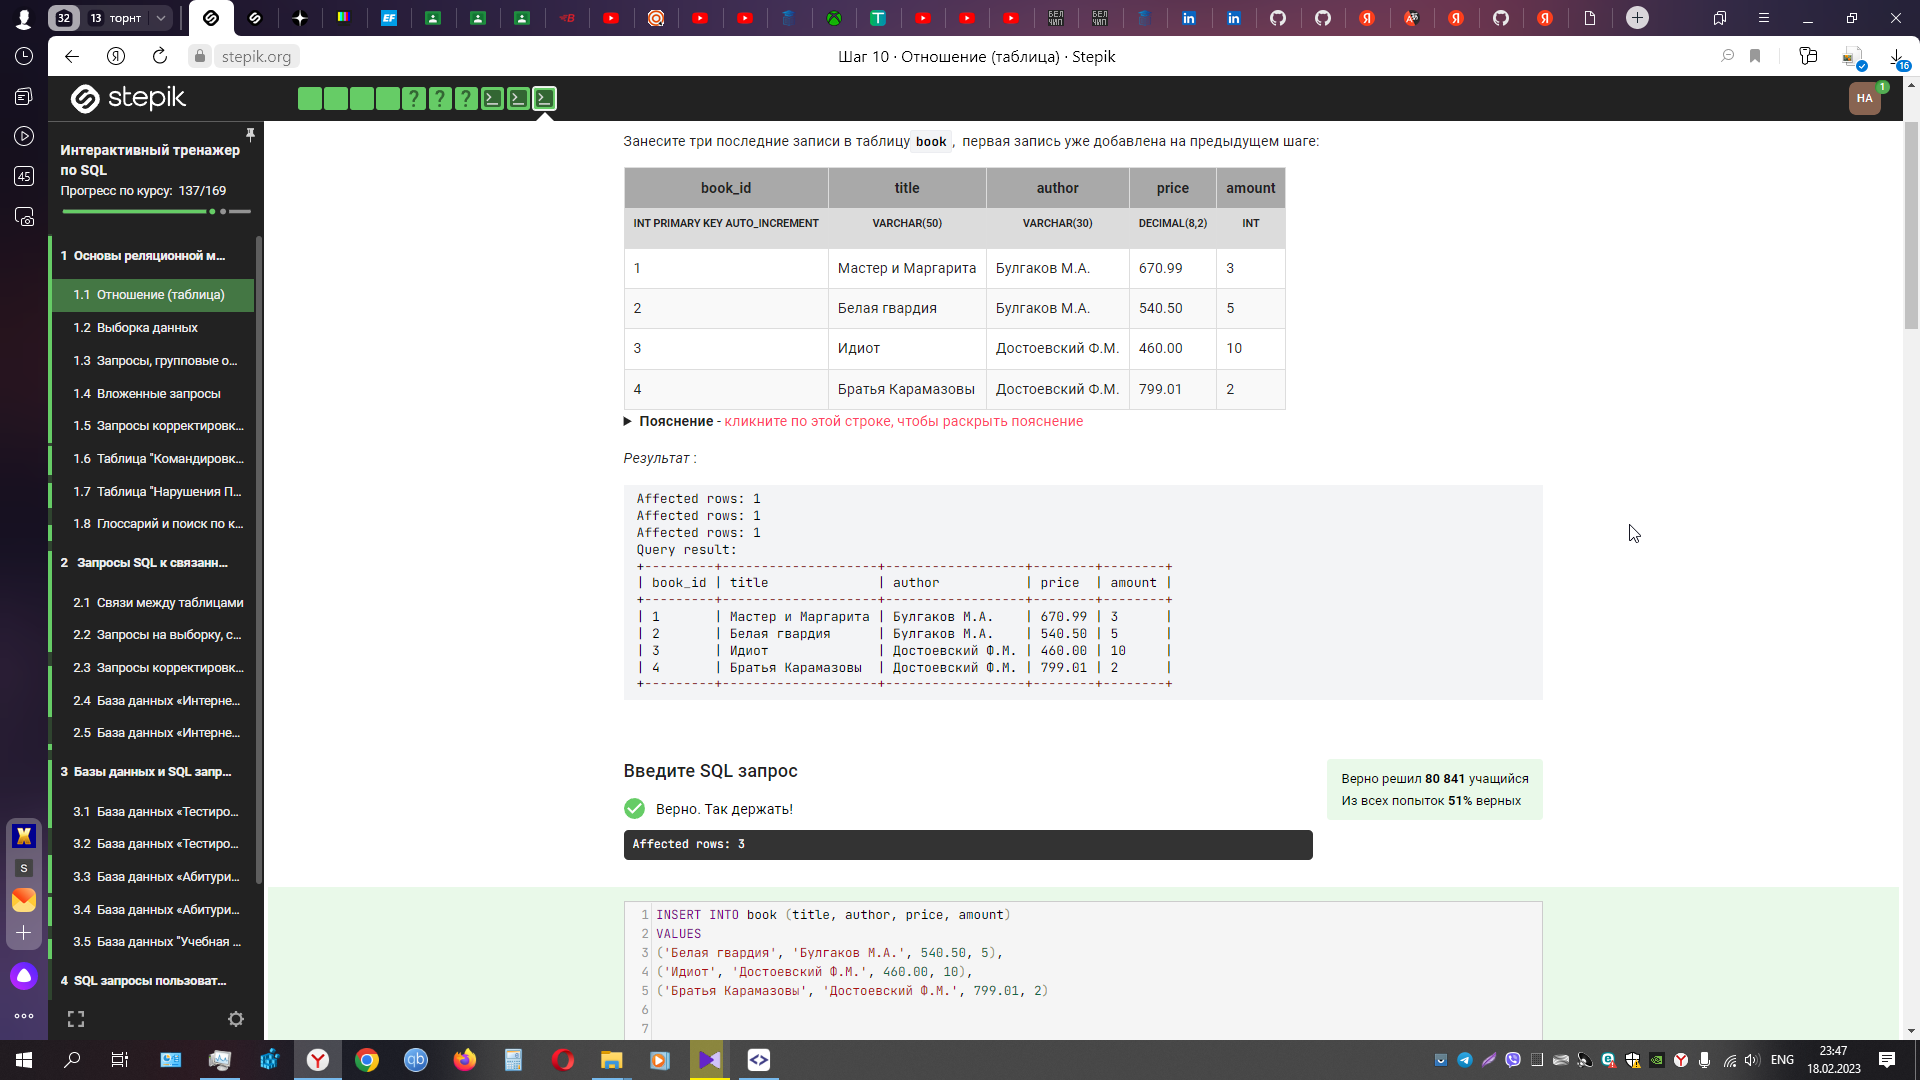 32
13 торнт
stepik.org
Шаг 10 · Отношение (таблица) · Stepik
16
45
stepik
? ? ?
НА
1
Интерактивный тренажер
по SQL
Прогресс по курсу: 137/169
1 Основы реляционной м...
1.1 Отношение (таблица)
1.2 Выборка данных
1.3 Запросы, групповые о...
1.4 Вложенные запросы
1.5 Запросы корректировк...
1.6 Таблица "Командировк...
1.7 Таблица "Нарушения П...
1.8 Глоссарий и поиск по к...
2 Запросы SQL к связанн...
2.1 Связи между таблицами
2.2 Запросы на выборку, с...
2.3 Запросы корректировк...
2.4 База данных «Интерне...
2.5 База данных «Интерне...
3 Базы данных и SQL запр...
3.1 База данных «Тестиро...
3.2 База данных «Тестиро...
3.3 База данных «Абитури...
3.4 База данных «Абитури...
3.5 База данных "Учебная ...
4 SQL запросы пользоват...
Занесите три последние записи в таблицу book , первая запись уже добавлена на предыдущем шаге:
book_id title author price amount
INT PRIMARY KEY AUTO_INCREMENT VARCHAR(50) VARCHAR(30) DECIMAL(8,2) INT
1 Мастер и Маргарита Булгаков М.А. 670.99 3
2 Белая гвардия Булгаков М.А. 540.50 5
3 Идиот Достоевский Ф.М. 460.00 10
4 Братья Карамазовы Достоевский Ф.М. 799.01 2
Пояснение - кликните по этой строке, чтобы раскрыть пояснение
Результат :
Affected rows: 1
Affected rows: 1
Affected rows: 1
Query result:
+---------+--------------------+------------------+--------+--------+
| book_id | title              | author           | price  | amount |
+---------+--------------------+------------------+--------+--------+
| 1       | Мастер и Маргарита | Булгаков М.А.    | 670.99 | 3      |
| 2       | Белая гвардия      | Булгаков М.А.    | 540.50 | 5      |
| 3       | Идиот              | Достоевский Ф.М. | 460.00 | 10     |
| 4       | Братья Карамазовы  | Достоевский Ф.М. | 799.01 | 2      |
+---------+--------------------+------------------+--------+--------+
Введите SQL запрос
Верно. Так держать!
Верно решил 80 841 учащийся
Из всех попыток 51% верных
Affected rows: 3
1 INSERT INTO book (title, author, price, amount)
2 VALUES
3 ('Белая гвардия', 'Булгаков М.А.', 540.50, 5),
4 ('Идиот', 'Достоевский Ф.М.', 460.00, 10),
5 ('Братья Карамазовы', 'Достоевский Ф.М.', 799.01, 2)
6
7
S
ENG
23:47
18.02.2023